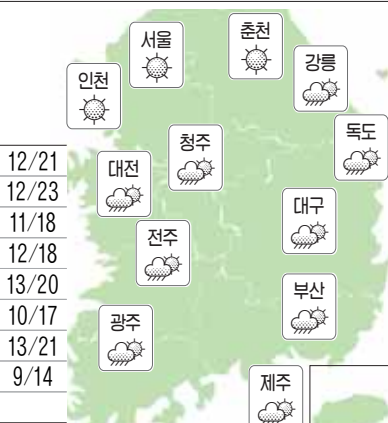 서울
춘천
강릉
인천
독도
청주
대전
대구
전주
부산
광주
제주
12/21
12/23
11/18
12/18
13/20
10/17
13/21
9/14